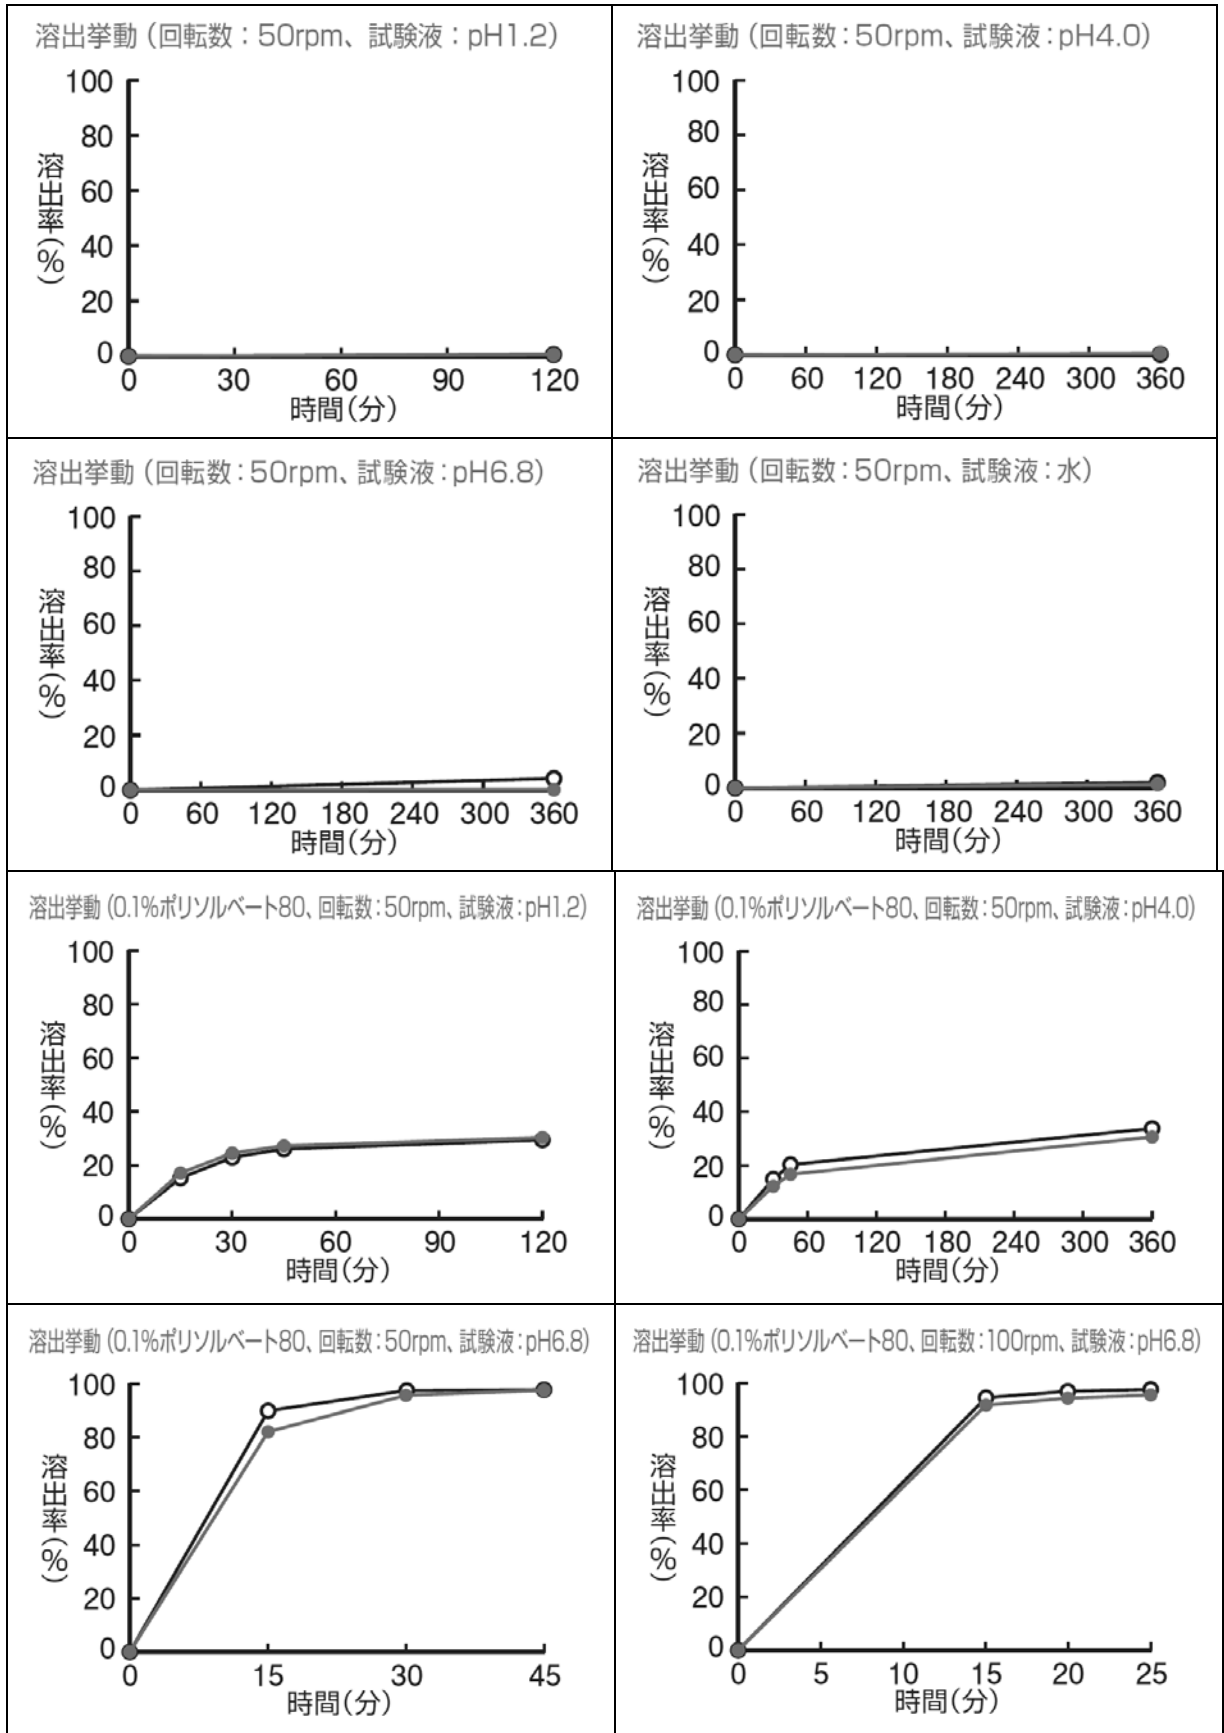 溶出挙動（回転数：50rpm、試験液：pH1.2）
100
80
60
40
20
0
溶出率(%)
0 30 60 90 120
時間(分)
溶出挙動（回転数：50rpm、試験液：pH4.0）
100
80
60
40
20
0
溶出率(%)
0 60 120 180 240 300 360
時間(分)
溶出挙動（回転数：50rpm、試験液：pH6.8）
100
80
60
40
20
0
溶出率(%)
0 60 120 180 240 300 360
時間(分)
溶出挙動（回転数：50rpm、試験液：水）
100
80
60
40
20
0
溶出率(%)
0 60 120 180 240 300 360
時間(分)
溶出挙動（0.1%ポリソルベート80、回転数：50rpm、試験液：pH1.2）
100
80
60
40
20
0
溶出率(%)
0 30 60 90 120
時間(分)
溶出挙動（0.1%ポリソルベート80、回転数：50rpm、試験液：pH4.0）
100
80
60
40
20
0
溶出率(%)
0 60 120 180 240 300 360
時間(分)
溶出挙動（0.1%ポリソルベート80、回転数：50rpm、試験液：pH6.8）
100
80
60
40
20
0
溶出率(%)
0 15 30 45
時間(分)
溶出挙動（0.1%ポリソルベート80、回転数：100rpm、試験液：pH6.8）
100
80
60
40
20
0
溶出率(%)
0 5 10 15 20 25
時間(分)